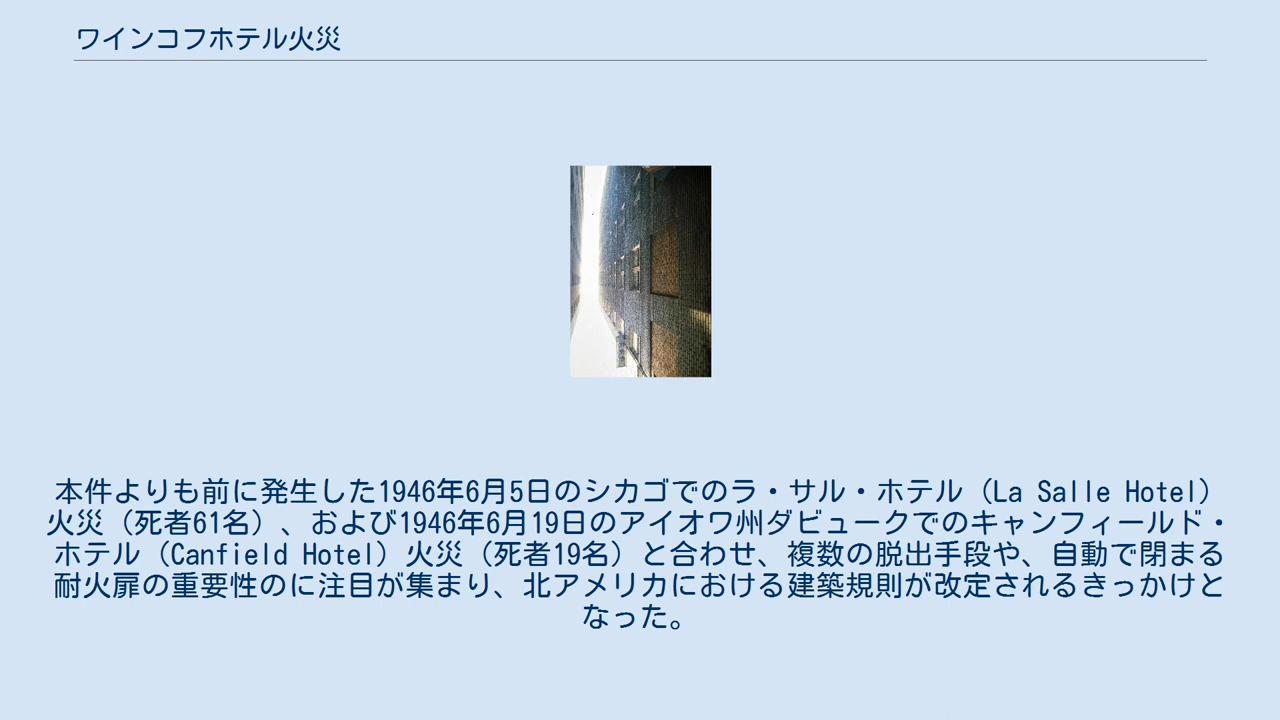 ワインコフホテル火災
本件よりも前に発生した1946年6月5日のシカゴでのラ・サル・ホテル（La Salle Hotel）
火災（死者61名）、および1946年6月19日のアイオワ州ダビュークでのキャンフィールド・
ホテル（Canfield Hotel）火災（死者19名）と合わせ、複数の脱出手段や、自動で閉まる
耐火扉の重要性のに注目が集まり、北アメリカにおける建築規則が改定されるきっかけと
なった。